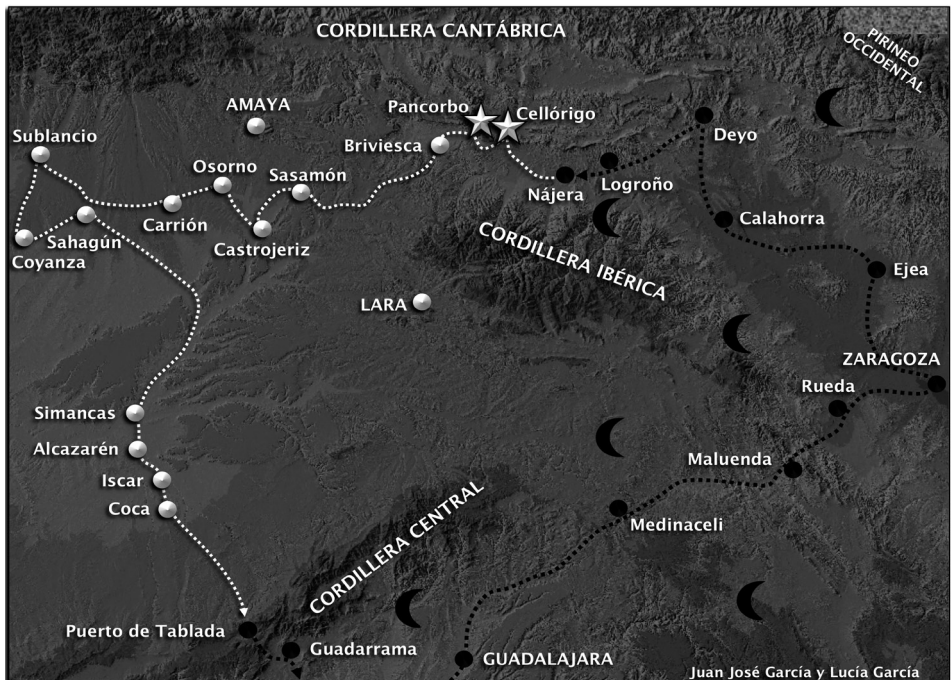 CORDILLERA CANTÁBRICA
PIRINEO
OCCIDENTAL
AMAYA
Pancorbo
Cellórigo
Deyo
Sublancio
Briviesca
Osorno
Sasamón
Nájera
Logroño
Carrión
Calahorra
Sahagún
Castrojeriz
Coyanza
CORDILLERA IBÉRICA
Ejea
LARA
ZARAGOZA
Rueda
Simancas
Alcazarén
Maluenda
Iscar
Coca
CORDILLERA CENTRAL
Medinaceli
Puerto de Tablada
Guadarrama
GUADALAJARA
Juan José García y Lucía García